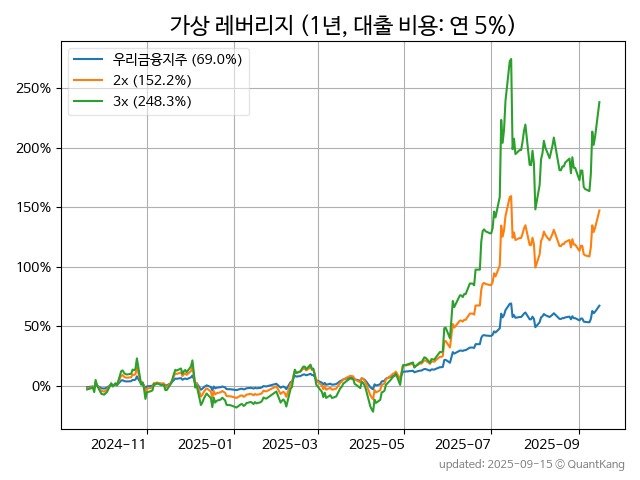 가상 레버리지 (1년, 대출 비용: 연 5%)
우리금융지주 (69.0%)
2x (152.2%)
3x (248.3%)
250%
200%
150%
100%
50%
0%
2024-11 2025-01 2025-03 2025-05 2025-07 2025-09
updated: 2025-09-15 © QuantKang